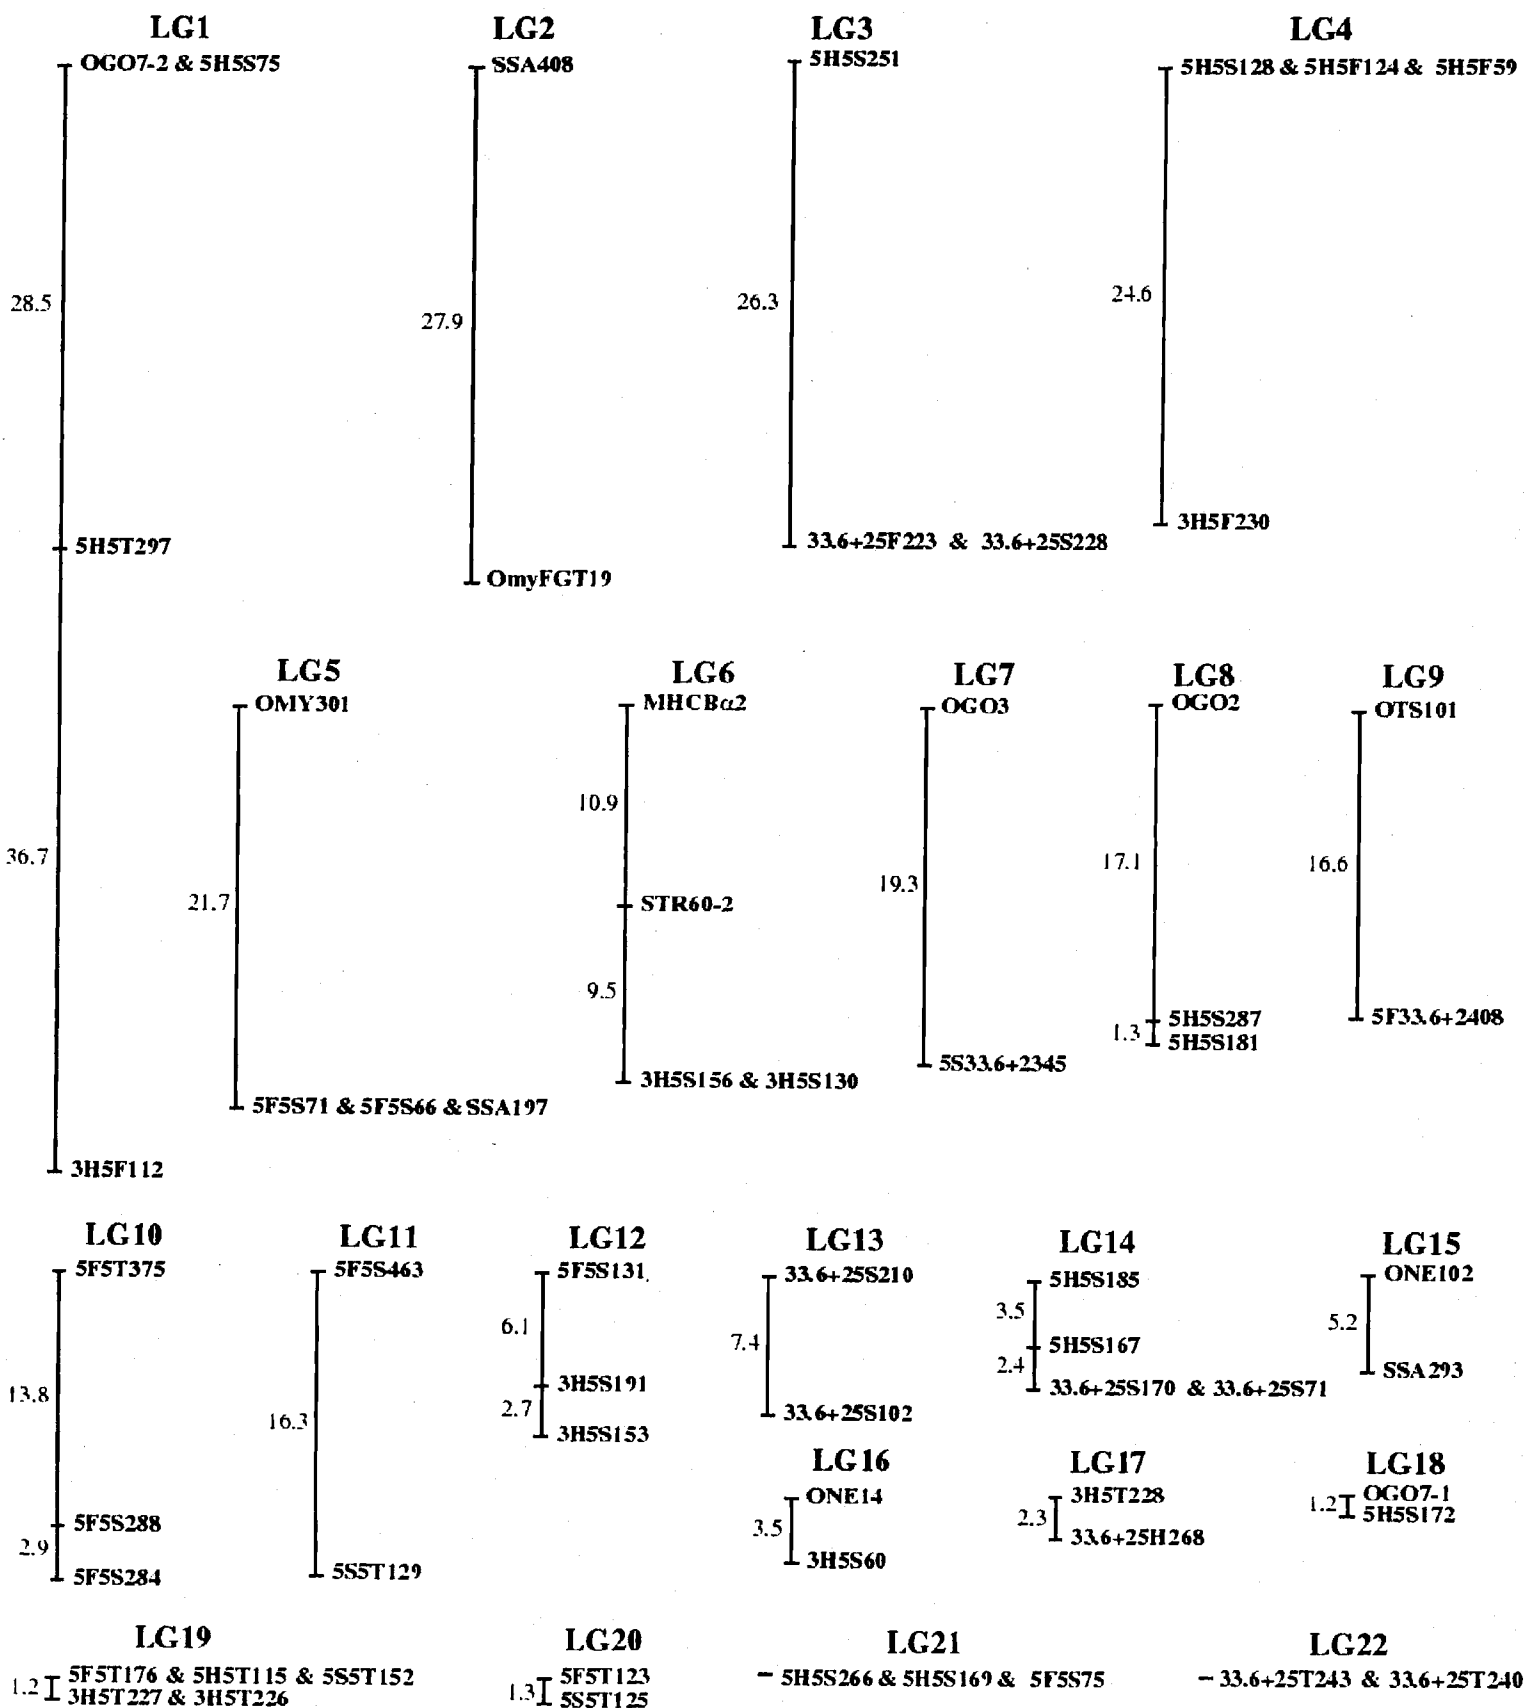 LG1 LG2 LG3 LG4
OGO7-2 & 5H5S75 SSA408 5H5S251 5H5S128 & 5H5F124 & 5H5F59
28.5 27.9 26.3 24.6
5H5T297 OmyFGT19 33.6+25F223 & 33.6+25S228 3H5F230
36.7
3H5F112
LG5 LG6 LG7 LG8 LG9
OMY301 MHCBα2 OGO3 OGO2 OTS101
21.7 10.9 19.3 17.1 16.6
STR60-2
9.5
5H5S287 5F33.6+2408
1.3
5H5S181
5S33.6+2345
3H5S156 & 3H5S130
5F5S71 & 5F5S66 & SSA197
LG10 LG11 LG12 LG13 LG14 LG15
5F5T375 5F5S463 5F5S131 33.6+25S210 5H5S185 ONE102
13.8 16.3 6.1 7.4 3.5 5.2
3H5S191 5H5S167
2.7 2.4
3H5S153 33.6+25S102 33.6+25S170 & 33.6+25S71 SSA293
5F5S288
2.9
5F5S284 5S5T129
LG16 LG17 LG18
ONE14 3H5T228 OGO7-1
3.5 2.3 1.2
3H5S60 33.6+25H268 5H5S172
LG19 LG20 LG21 LG22
5F5T176 & 5H5T115 & 5S5T152 5F5T123 5H5S266 & 5H5S169 & 5F5S75 33.6+25T243 & 33.6+25T240
1.2 1.3
3H5T227 & 3H5T226 5S5T125